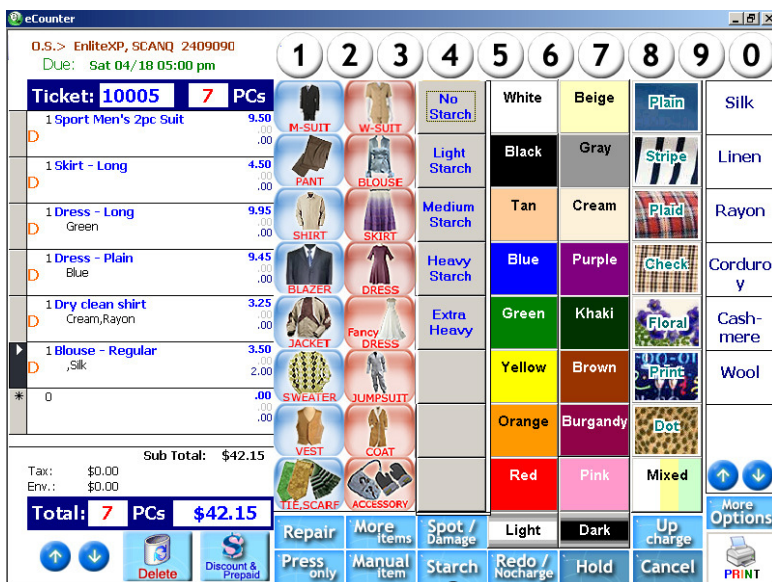 eCounter
O.S.> EnliteXP, SCANQ 2409090
Due: Sat 04/18 05:00 pm
1 2 3 4 5 6 7 8 9 0
Ticket: 10005 7 PCs
1 Sport Men's 2pc Suit 9.50
.00
D .00
1 Skirt - Long 4.50
.00
D .00
1 Dress - Long 9.95
Green .00
D .00
1 Dress - Plain 9.45
Blue .00
D .00
1 Dry clean shirt 3.25
Cream,Rayon .00
D .00
1 Blouse - Regular 3.50
,Silk .00
D 2.00
* 0 .00
.00
.00
Sub Total: $42.15
Tax: $0.00
Env.: $0.00
Total: 7 PCs $42.15
Delete
Discount &
Prepaid
M-SUIT W-SUIT
PANT BLOUSE
SHIRT SKIRT
BLAZER DRESS
JACKET Fancy DRESS
SWEATER JUMPSUIT
VEST COAT
TIE,SCARF ACCESSORY
No
Starch
Light
Starch
Medium
Starch
Heavy
Starch
Extra
Heavy
White Beige
Black Gray
Tan Cream
Blue Purple
Green Khaki
Yellow Brown
Orange Burgandy
Red Pink
Light Dark
Plain
Stripe
Plaid
Check
Floral
Print
Dot
Mixed
Silk
Linen
Rayon
Corduro
y
Cash-
mere
Wool
More
Options
Repair
More
items
Spot /
Damage
Up
charge
Press
only
Manual
item
Starch
Redo /
Nocharge
Hold
Cancel
PRINT